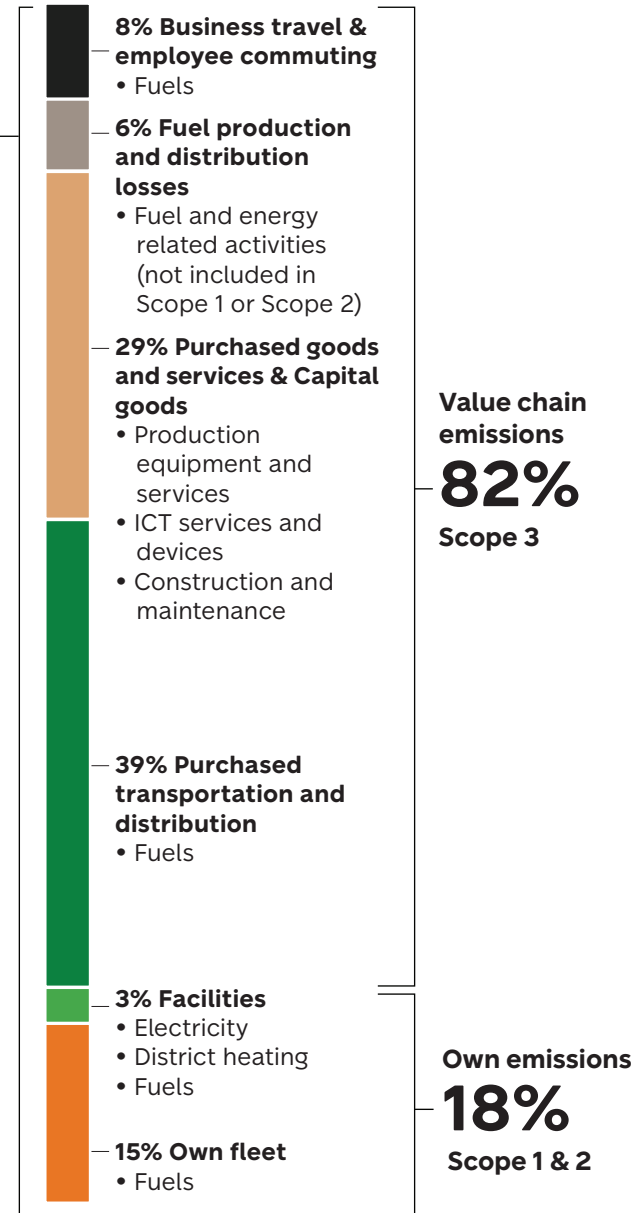 8% Business travel &
employee commuting
• Fuels
6% Fuel production
and distribution
losses
• Fuel and energy
related activities
(not included in
Scope 1 or Scope 2)
29% Purchased goods
and services & Capital
goods
• Production
equipment and
services
• ICT services and
devices
• Construction and
maintenance
39% Purchased
transportation and
distribution
• Fuels
Value chain
emissions
82%
Scope 3
3% Facilities
• Electricity
• District heating
• Fuels
15% Own fleet
• Fuels
Own emissions
18%
Scope 1 & 2